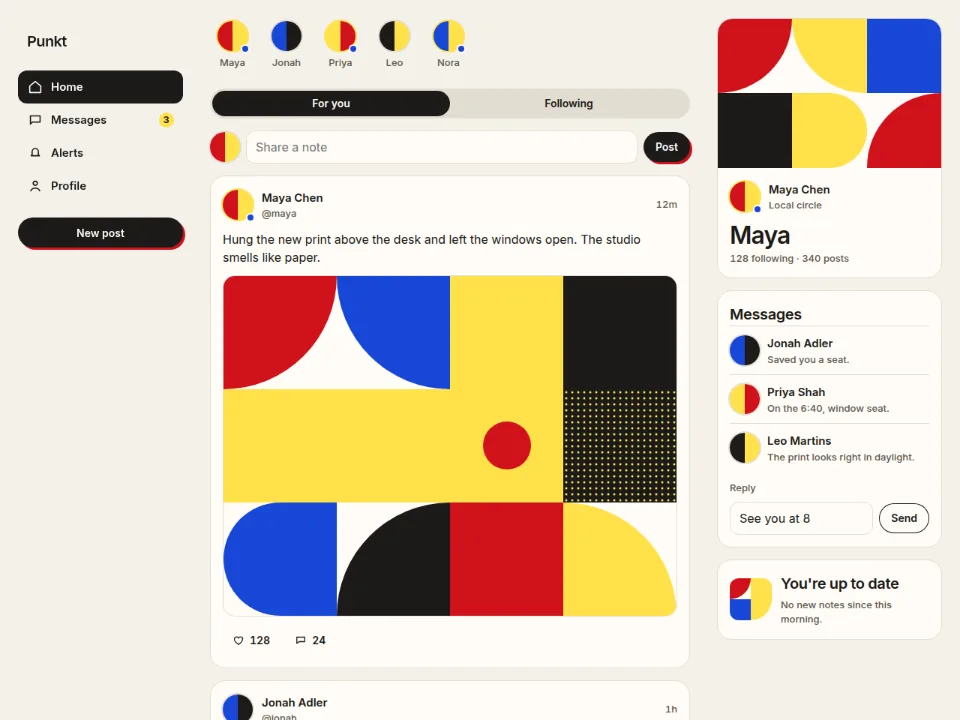 Punkt
Home
Messages 3
Alerts
Profile
New post
Maya Jonah Priya Leo Nora
For you Following
Share a note Post
Maya Chen
@maya
12m
Hung the new print above the desk and left the windows open. The studio
smells like paper.
128 24
Jonah Adler
@jonah
1h
Maya Chen
Local circle
Maya
128 following · 340 posts
Messages
Jonah Adler
Saved you a seat.
Priya Shah
On the 6:40, window seat.
Leo Martins
The print looks right in daylight.
Reply
See you at 8 Send
You're up to date
No new notes since this
morning.